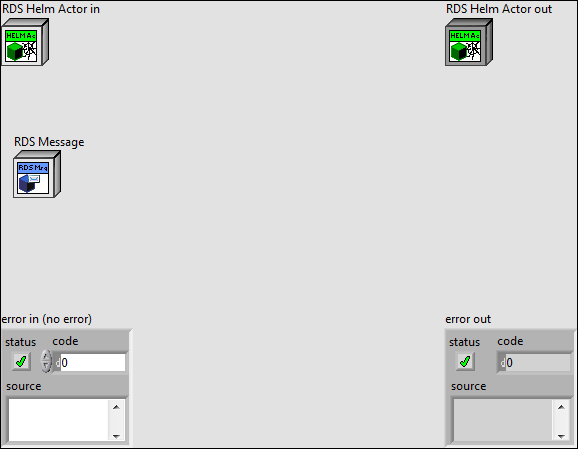 RDS Helm Actor in
RDS Helm Actor out
HELM Ac
HELM Ac
RDS Message
RDS Msg
error in (no error)
error out
status
code
status
code
d
0
d
0
source
source